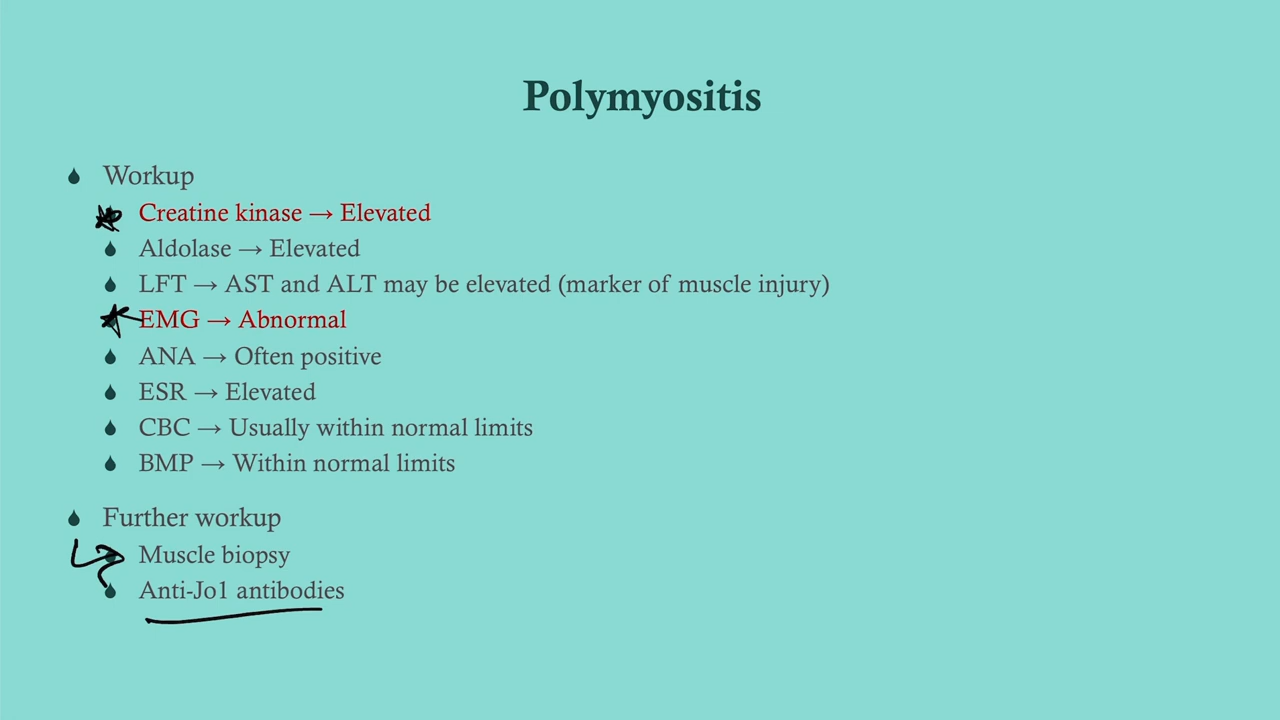 Polymyositis
Workup
Creatine kinase → Elevated
Aldolase → Elevated
LFT → AST and ALT may be elevated (marker of muscle injury)
EMG → Abnormal
ANA → Often positive
ESR → Elevated
CBC → Usually within normal limits
BMP → Within normal limits
Further workup
Muscle biopsy
Anti-Jo1 antibodies